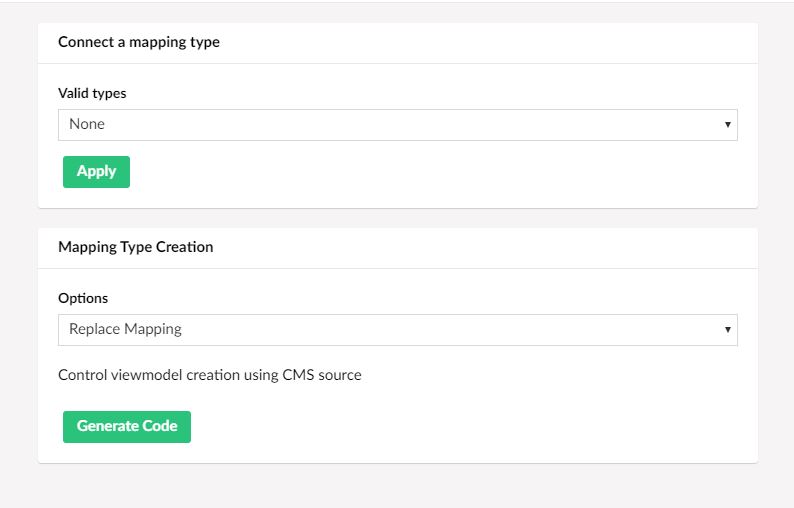 Connect a mapping type
Valid types
None
Apply
Mapping Type Creation
Options
Replace Mapping
Control viewmodel creation using CMS source
Generate Code